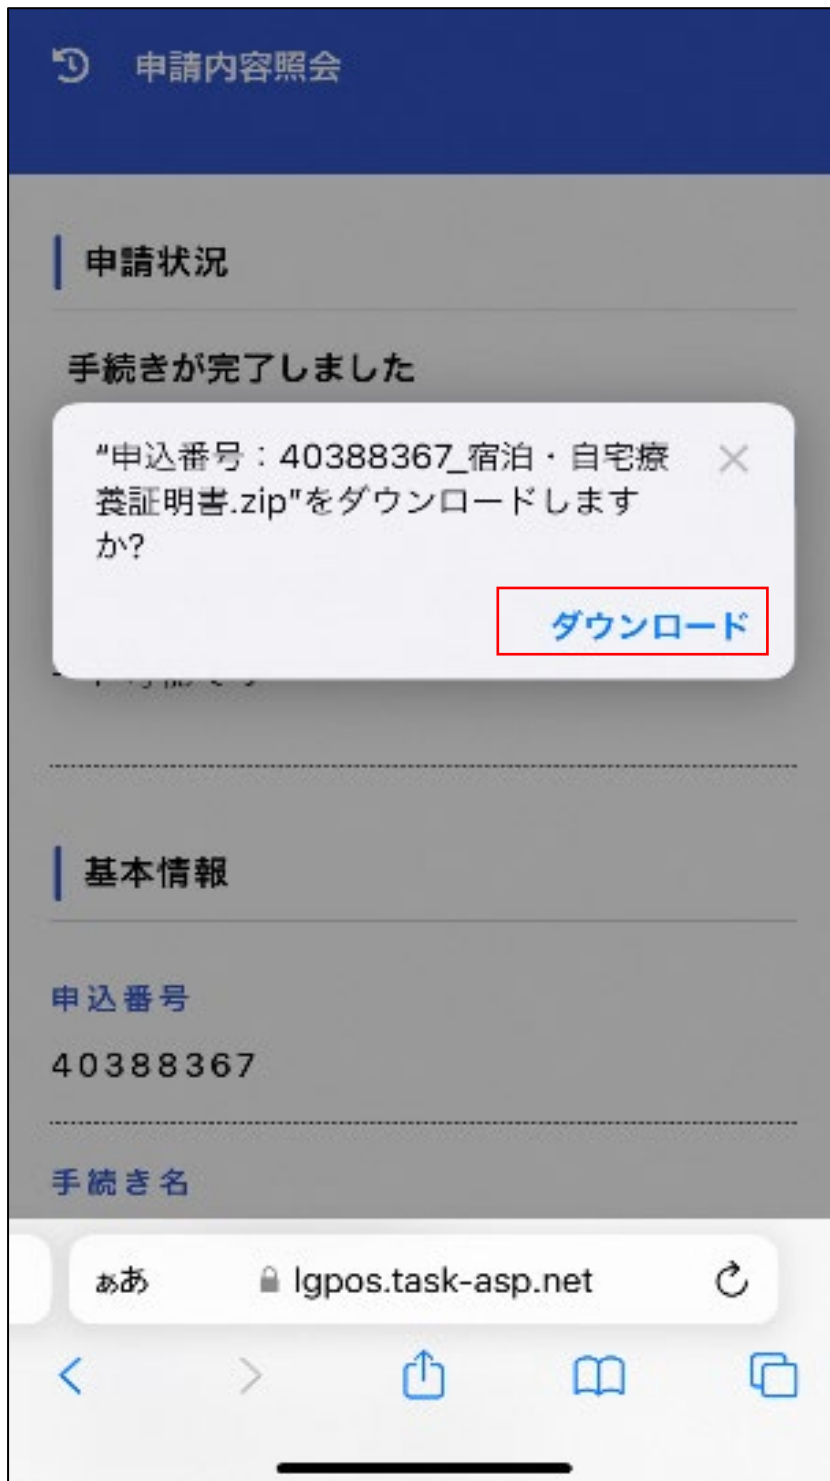 申請内容照会
申請状況
手続きが完了しました
“申込番号：40388367_宿泊・自宅療
養証明書.zip"をダウンロードします
か?
ダウンロード
基本情報
申込番号
40388367
手続き名
ぁあ lgpos.task-asp.net